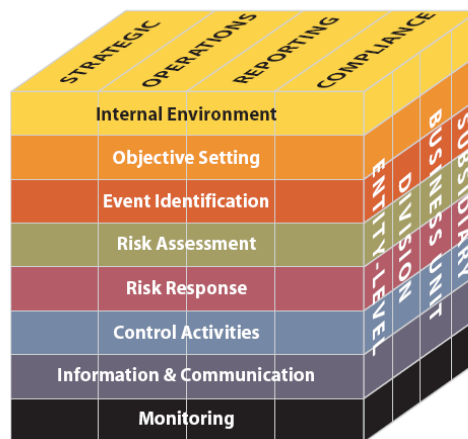 STRATEGIC
OPERATIONS
REPORTING
COMPLIANCE
Internal Environment
Objective Setting
Event Identification
Risk Assessment
Risk Response
Control Activities
Information & Communication
Monitoring
ENTITY-LEVEL
DIVISION
BUSINESS UNIT
SUBSIDIARY